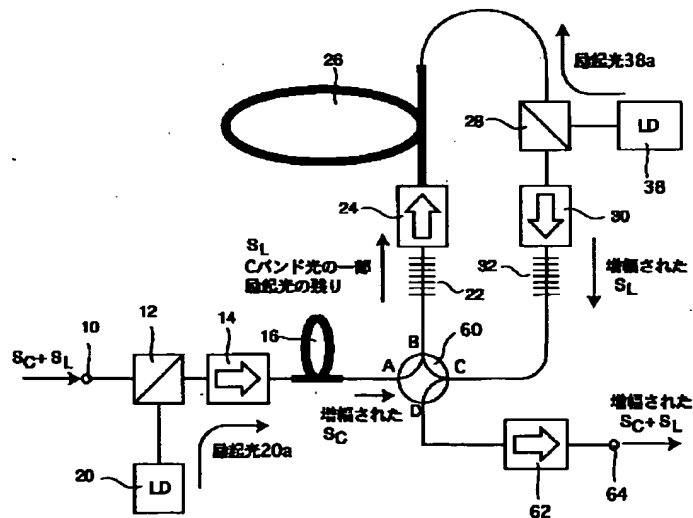 26
励起光38a
28
LD
38
24
30
SL
Cバンド光の一部
励起光の残り
22
32
増幅された
SL
10
12
14
16
SC+SL
B
60
A
C
D
増幅された
SC
励起光20a
20
LD
62
増幅された
SC+SL
64